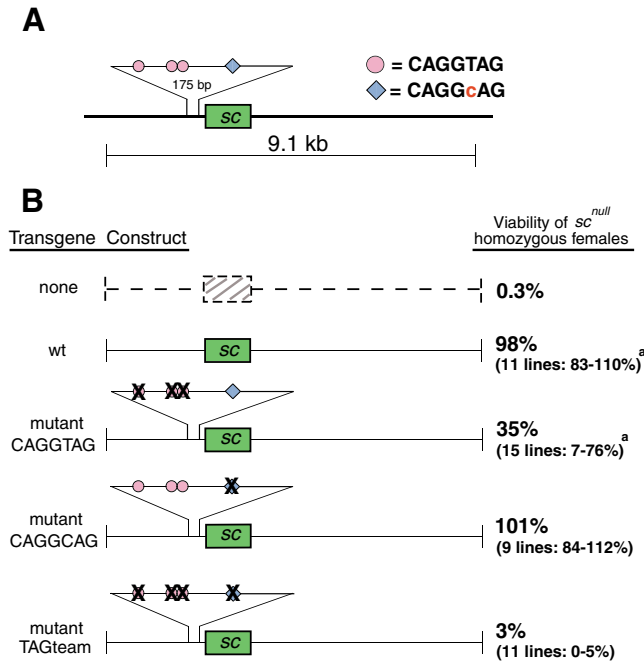 A
175 bp
sc
9.1 kb
= CAGGTAG
= CAGGcAG
B
Transgene Construct
Viability of sc null
homozygous females
none
0.3%
wt
sc
98%
(11 lines: 83-110%) a
mutant
CAGGTAG
sc
35%
(15 lines: 7-76%) a
mutant
CAGGCAG
sc
101%
(9 lines: 84-112%)
mutant
TAGteam
sc
3%
(11 lines: 0-5%)